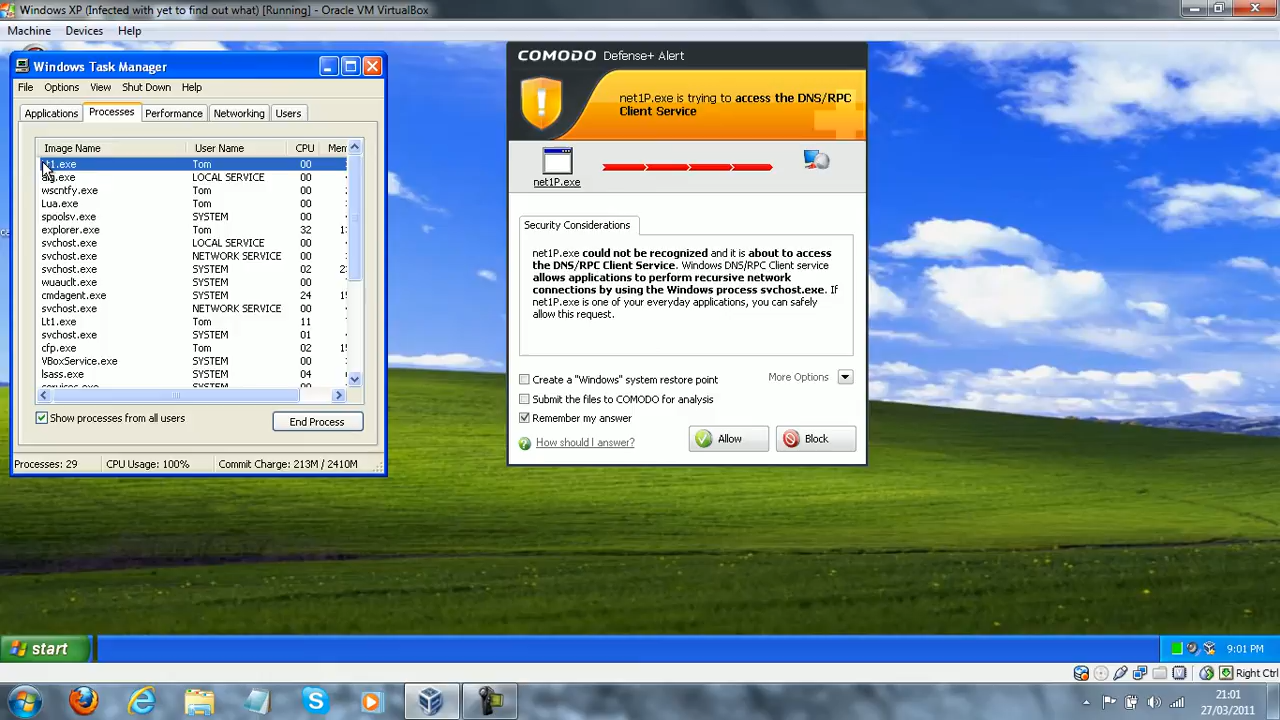 Windows XP (Infected with yet to find out what) [Running] - Oracle VM VirtualBox
Machine Devices Help
Windows Task Manager
File Options View Shut Down Help
Applications Processes Performance Networking Users
Image Name User Name CPU Mem
Tom 00
LOCAL SERVICE 00
wscntfy.exe Tom 00
Lua.exe Tom 00
spoolsv.exe SYSTEM 00
explorer.exe Tom 32
svchost.exe LOCAL SERVICE 00
svchost.exe NETWORK SERVICE 00
svchost.exe SYSTEM 02
wuauclt.exe SYSTEM 00
cmdagent.exe SYSTEM 24
svchost.exe NETWORK SERVICE 00
Lt1.exe Tom 11
svchost.exe SYSTEM 01
cfp.exe Tom 02
VBoxService.exe SYSTEM 00
lsass.exe SYSTEM 04
Show processes from all users
End Process
Processes: 29 CPU Usage: 100% Commit Charge: 213M / 2410M
COMODO Defense+ Alert
net1P.exe is trying to access the DNS/RPC
Client Service
net1P.exe
Security Considerations
net1P.exe could not be recognized and it is about to access
the DNS/RPC Client Service. Windows DNS/RPC Client service
allows applications to perform recursive network
connections by using the Windows process svchost.exe. If
net1P.exe is one of your everyday applications, you can safely
allow this request.
Create a "Windows" system restore point
More Options
Submit the files to COMODO for analysis
Remember my answer
How should I answer?
Allow
Block
start
9:01 PM
Right Ctrl
21:01
27/03/2011